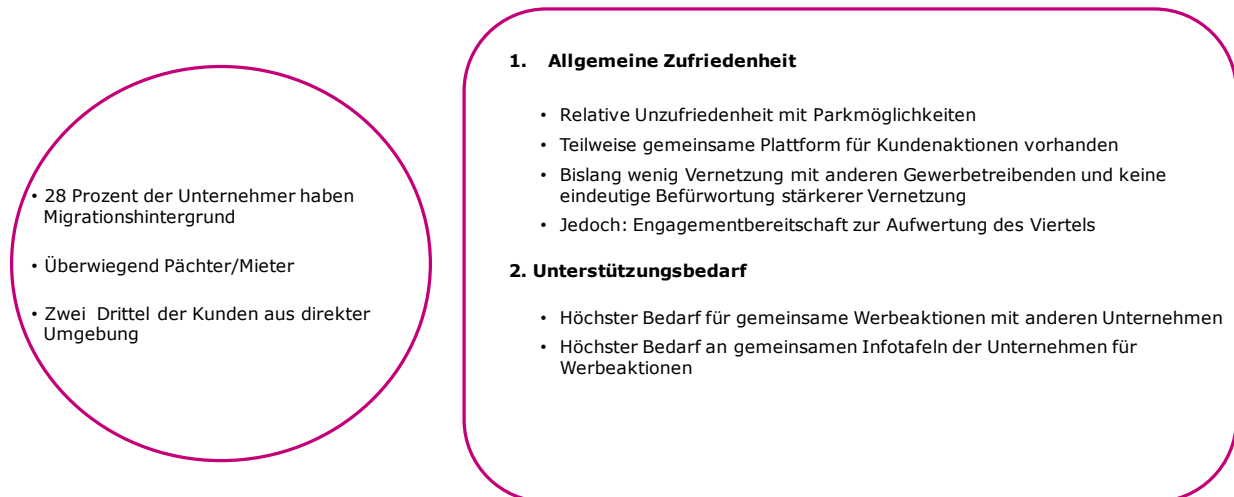 • 28 Prozent der Unternehmer haben
Migrationshintergrund
• Überwiegend Pächter/Mieter
• Zwei Drittel der Kunden aus direkter
Umgebung
1. Allgemeine Zufriedenheit
• Relative Unzufriedenheit mit Parkmöglichkeiten
• Teilweise gemeinsame Plattform für Kundenaktionen vorhanden
• Bislang wenig Vernetzung mit anderen Gewerbetreibenden und keine
eindeutige Befürwortung stärkerer Vernetzung
• Jedoch: Engagementbereitschaft zur Aufwertung des Viertels
2. Unterstützungsbedarf
• Höchster Bedarf für gemeinsame Werbeaktionen mit anderen Unternehmen
• Höchster Bedarf an gemeinsamen Infotafeln der Unternehmen für
Werbeaktionen